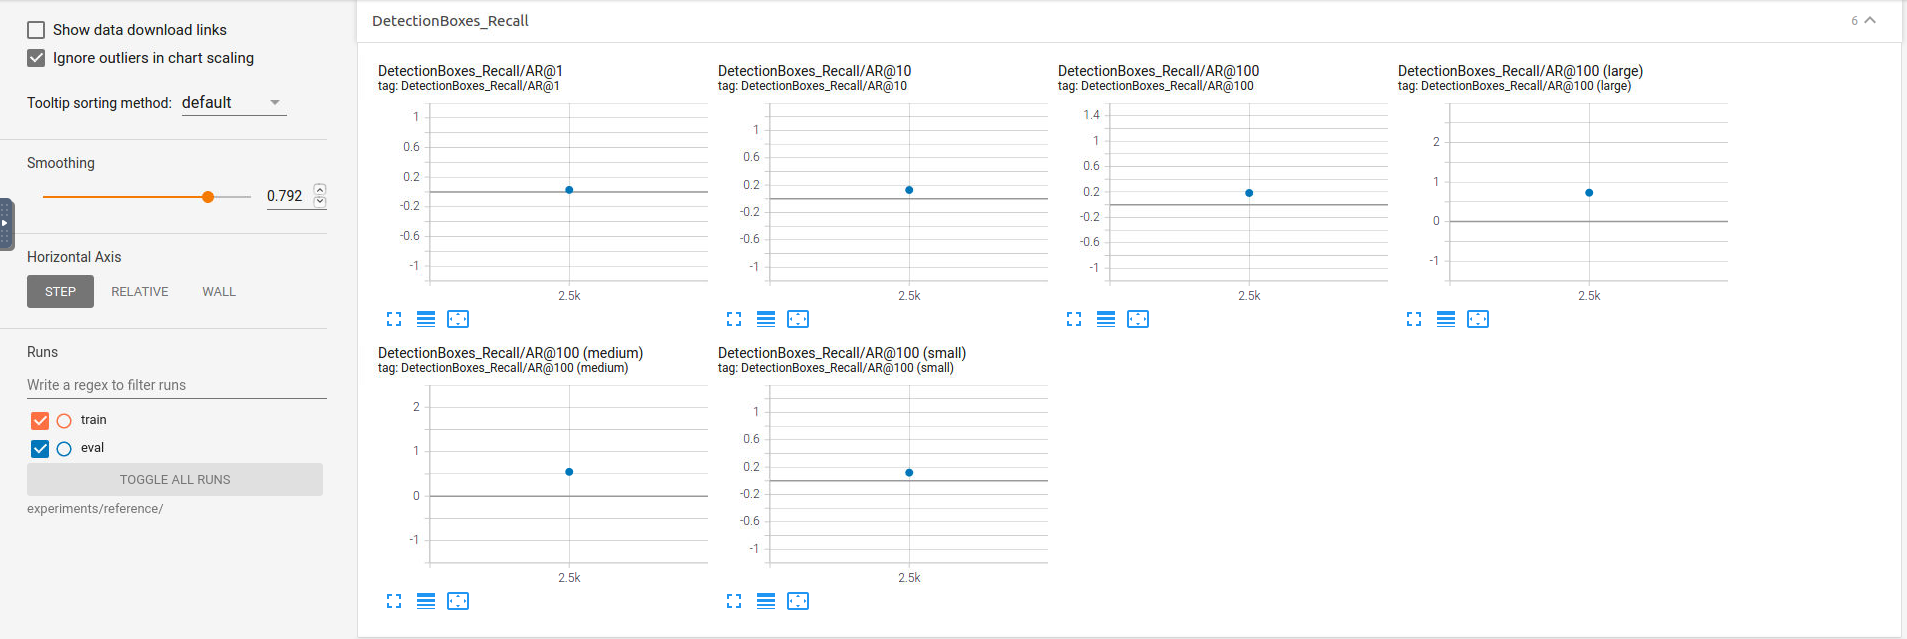 Show data download links
Ignore outliers in chart scaling
Tooltip sorting method: default
Smoothing
0.792
Horizontal Axis
STEP RELATIVE WALL
Runs
Write a regex to filter runs
train
eval
TOGGLE ALL RUNS
experiments/reference/
DetectionBoxes_Recall 6
DetectionBoxes_Recall/AR@1
tag: DetectionBoxes_Recall/AR@1
1
0.6
0.2
-0.2
-0.6
-1
2.5k
DetectionBoxes_Recall/AR@10
tag: DetectionBoxes_Recall/AR@10
1
0.6
0.2
-0.2
-0.6
-1
2.5k
DetectionBoxes_Recall/AR@100
tag: DetectionBoxes_Recall/AR@100
1.4
1
0.6
0.2
-0.2
-0.6
-1
2.5k
DetectionBoxes_Recall/AR@100 (large)
tag: DetectionBoxes_Recall/AR@100 (large)
2
1
0
-1
2.5k
DetectionBoxes_Recall/AR@100 (medium)
tag: DetectionBoxes_Recall/AR@100 (medium)
2
1
0
-1
2.5k
DetectionBoxes_Recall/AR@100 (small)
tag: DetectionBoxes_Recall/AR@100 (small)
1
0.6
0.2
-0.2
-0.6
-1
2.5k